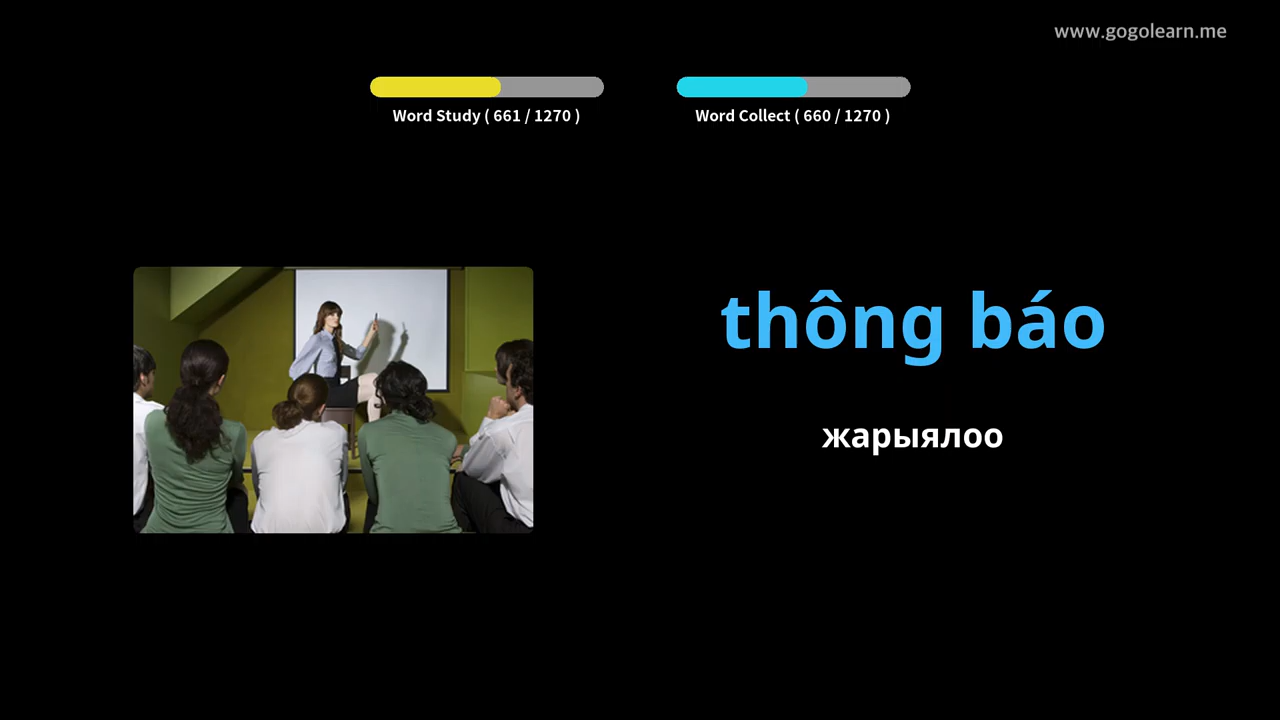 www.gogolearn.me
Word Study ( 661 / 1270 )
Word Collect ( 660 / 1270 )
thông báo
жарыялоо